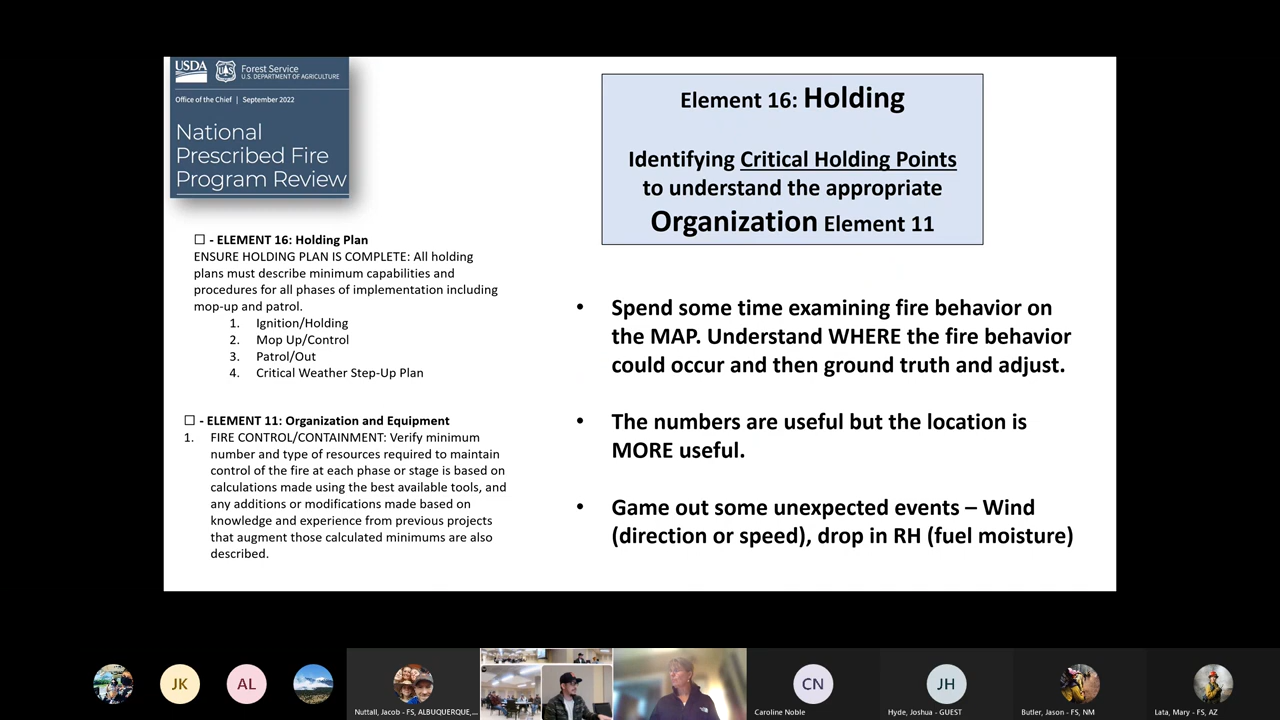 USDA
Forest Service
U.S. DEPARTMENT OF AGRICULTURE
Office of the Chief | September 2022
National
Prescribed Fire
Program Review
☐ - ELEMENT 16: Holding Plan
ENSURE HOLDING PLAN IS COMPLETE: All holding
plans must describe minimum capabilities and
procedures for all phases of implementation including
mop-up and patrol.
1. Ignition/Holding
2. Mop Up/Control
3. Patrol/Out
4. Critical Weather Step-Up Plan
☐ - ELEMENT 11: Organization and Equipment
1. FIRE CONTROL/CONTAINMENT: Verify minimum
number and type of resources required to maintain
control of the fire at each phase or stage is based on
calculations made using the best available tools, and
any additions or modifications made based on
knowledge and experience from previous projects
that augment those calculated minimums are also
described.
Element 16: Holding
Identifying Critical Holding Points
to understand the appropriate
Organization Element 11
• Spend some time examining fire behavior on
the MAP. Understand WHERE the fire behavior
could occur and then ground truth and adjust.
• The numbers are useful but the location is
MORE useful.
• Game out some unexpected events – Wind
(direction or speed), drop in RH (fuel moisture)
JK
AL
Nuttall, Jacob - FS, ALBUQUERQUE,...
CN
Caroline Noble
JH
Hyde, Joshua - GUEST
Butler, Jason - FS, NM
Lata, Mary - FS, AZ